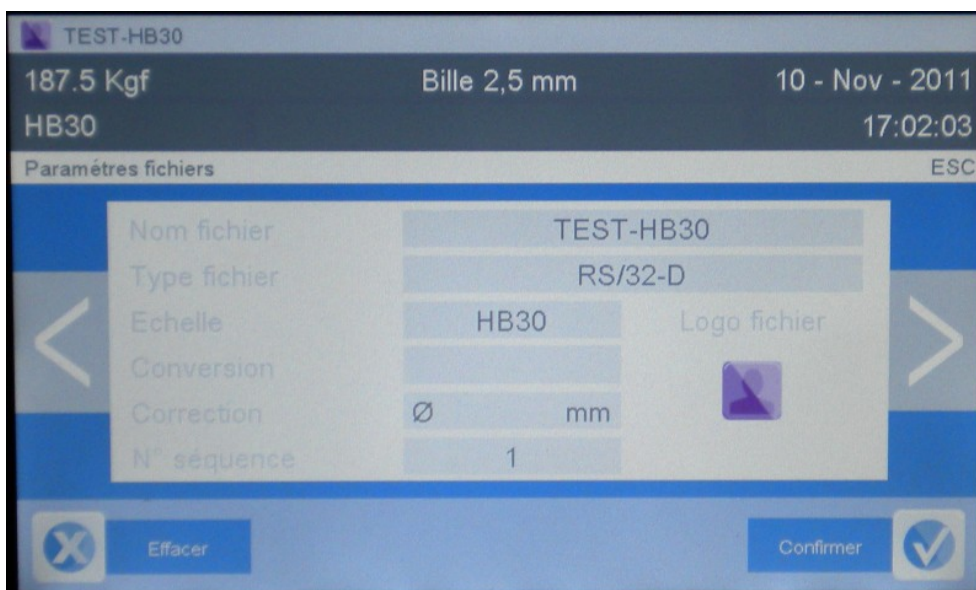 TEST-HB30
187.5 Kgf Bille 2,5 mm 10 - Nov - 2011
HB30 17:02:03
Paramétres fichiers ESC
Nom fichier TEST-HB30
Type fichier RS/32-D
Echelle HB30 Logo fichier
Conversion
Correction Ø mm
N° séquence 1
Effacer Confirmer